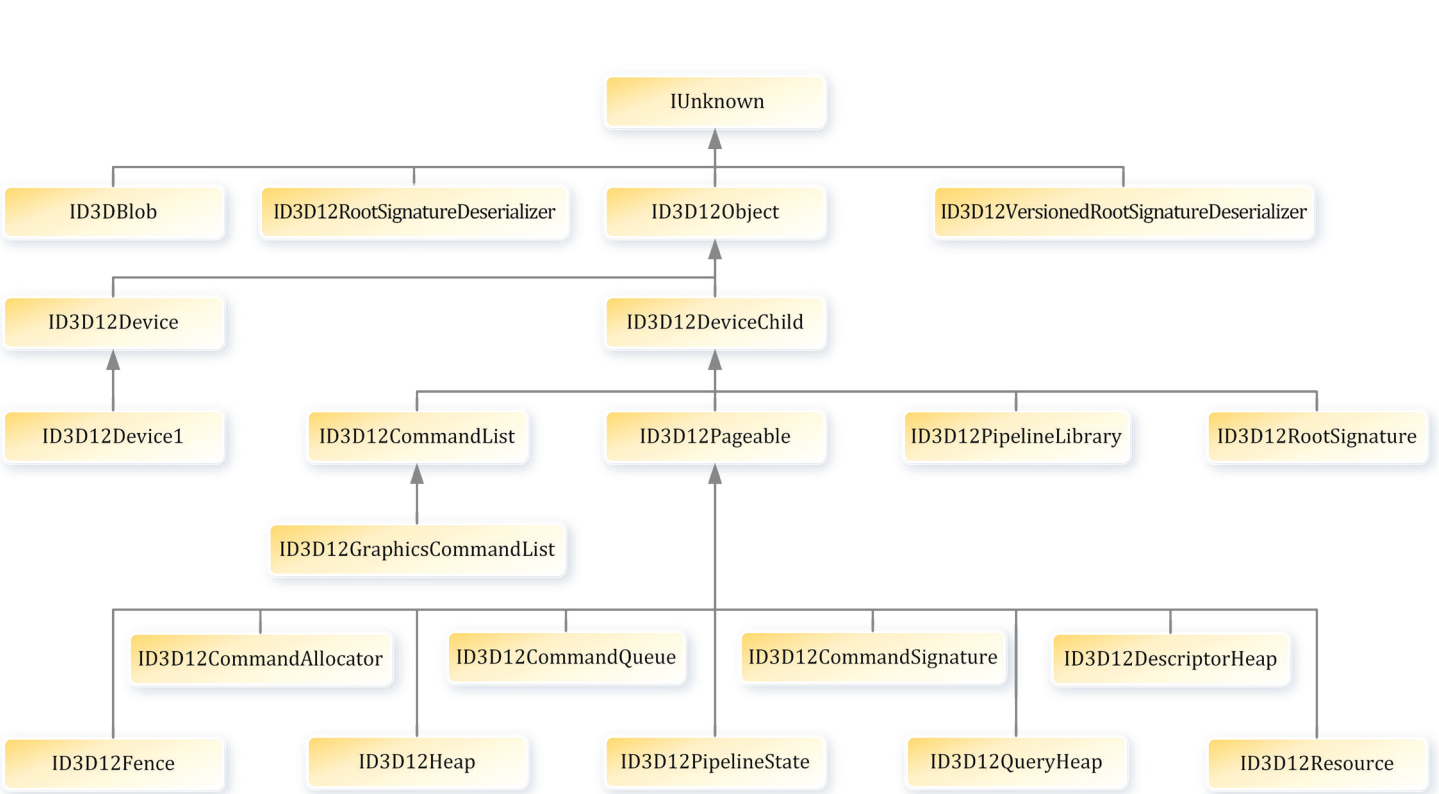 IUnknown
ID3DBlob
ID3D12RootSignatureDeserializer
ID3D12Object
ID3D12VersionedRootSignatureDeserializer
ID3D12Device
ID3D12DeviceChild
ID3D12Device1
ID3D12CommandList
ID3D12Pageable
ID3D12PipelineLibrary
ID3D12RootSignature
ID3D12GraphicsCommandList
ID3D12CommandAllocator
ID3D12CommandQueue
ID3D12CommandSignature
ID3D12DescriptorHeap
ID3D12Fence
ID3D12Heap
ID3D12PipelineState
ID3D12QueryHeap
ID3D12Resource